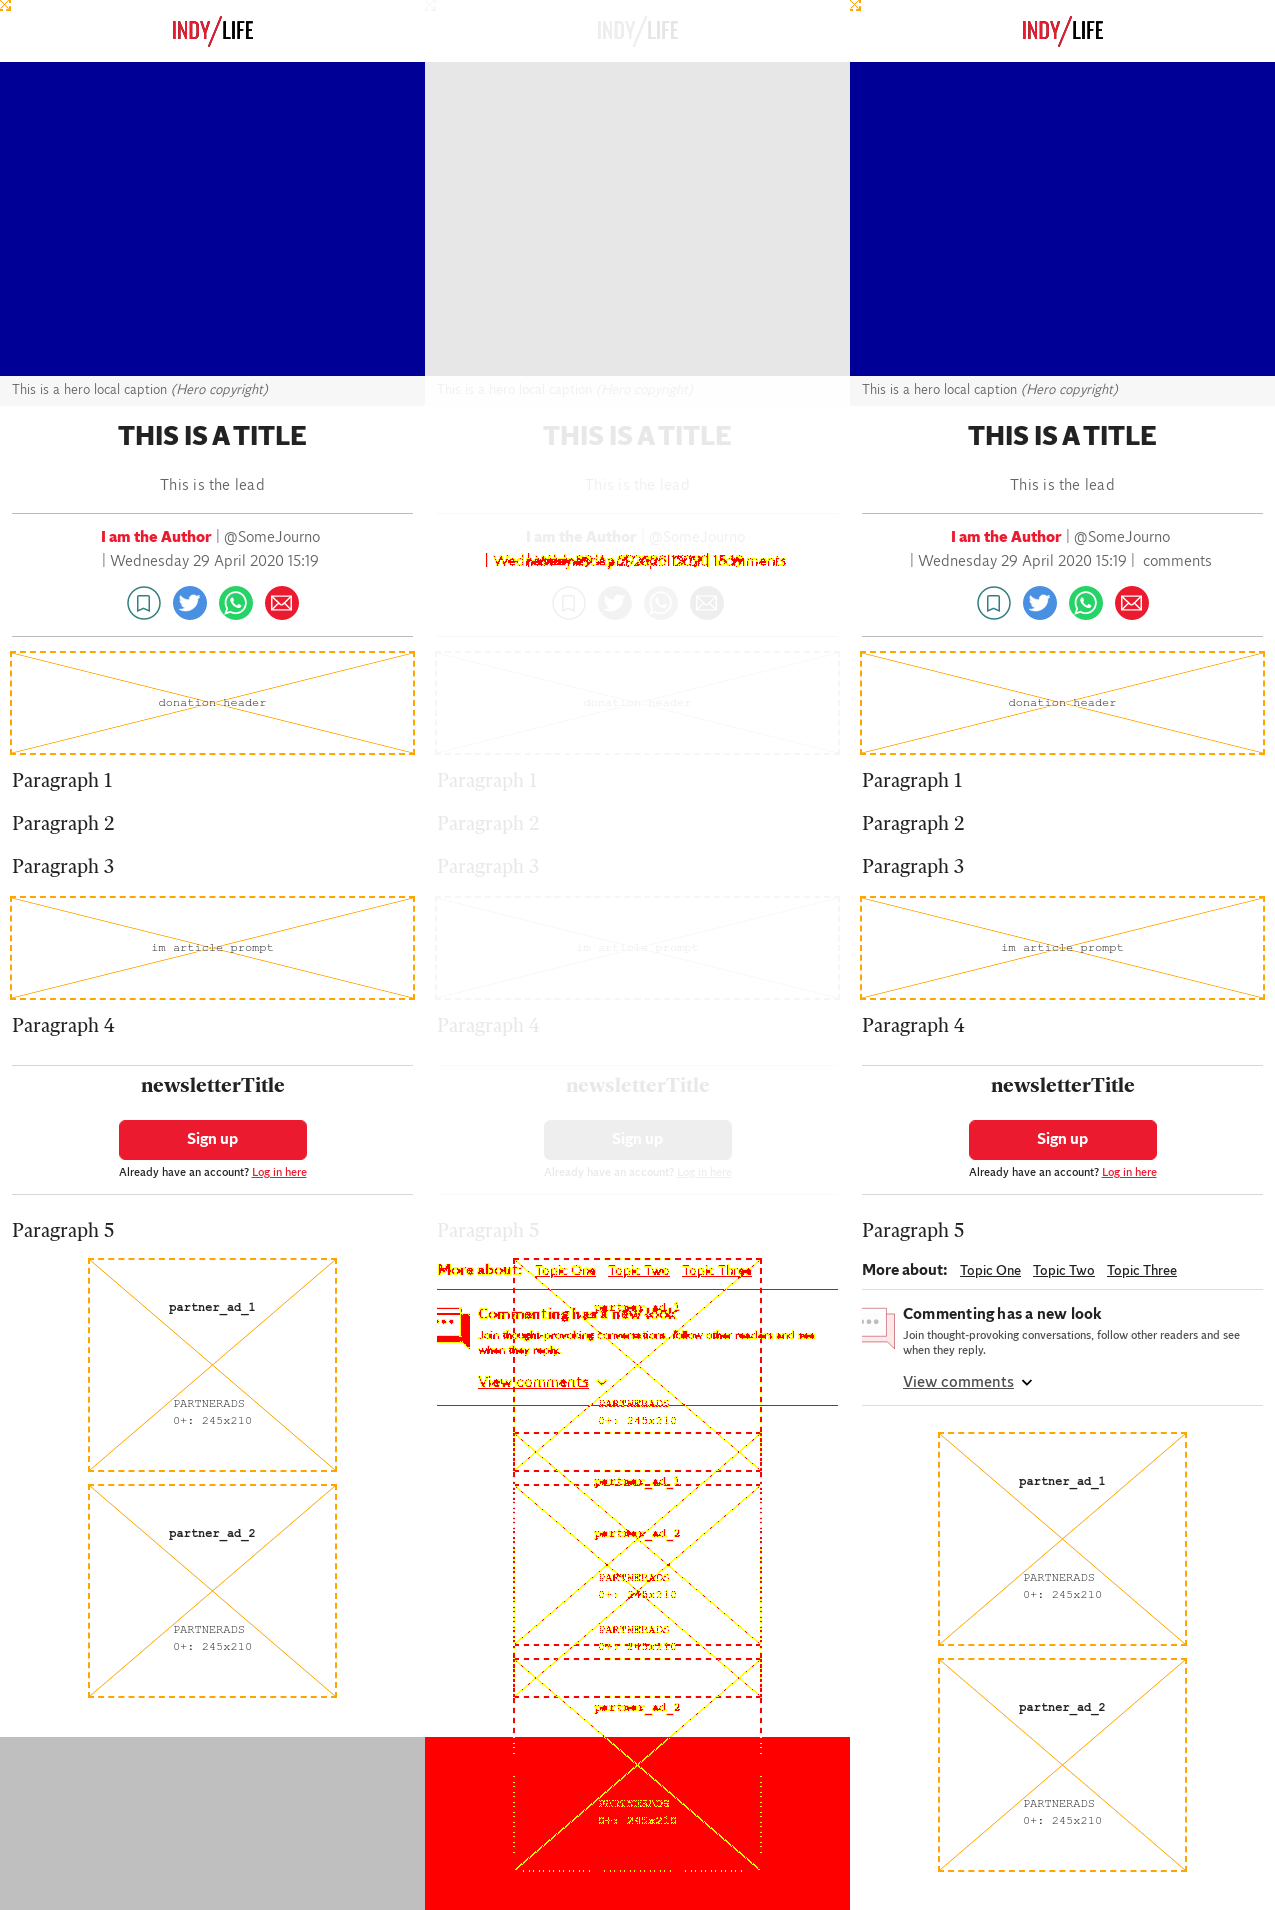 INDY/LIFE
This is a hero local caption (Hero copyright)
THIS IS A TITLE
This is the lead
I am the Author | @SomeJourno
| Wednesday 29 April 2020 15:19
donation header
Paragraph 1
Paragraph 2
Paragraph 3
im article prompt
Paragraph 4
newsletterTitle
Sign up
Already have an account? Log in here
Paragraph 5
partner_ad_1
PARTNERADS
0+: 245x210
partner_ad_2
PARTNERADS
0+: 245x210
INDY/LIFE
This is a hero local caption (Hero copyright)
THIS IS A TITLE
This is the lead
I am the Author | @SomeJourno
donation header
Paragraph 1
Paragraph 2
Paragraph 3
im article prompt
Paragraph 4
newsletterTitle
Sign up
Already have an account? Log in here
Paragraph 5
More about: Topic One Topic Two Topic Three
partner_ad_1
Commenting has a new look
Join thought-provoking conversations, follow other readers and see
when they reply.
View comments
PARTNERADS
0+: 245x210
partner_ad_1
partner_ad_2
PARTNERADS
0+: 245x210
PARTNERADS
0+: 245x210
partner_ad_2
PARTNERADS
0+: 245x210
INDY/LIFE
This is a hero local caption (Hero copyright)
THIS IS A TITLE
This is the lead
I am the Author | @SomeJourno
| Wednesday 29 April 2020 15:19 | comments
donation header
Paragraph 1
Paragraph 2
Paragraph 3
im article prompt
Paragraph 4
newsletterTitle
Sign up
Already have an account? Log in here
Paragraph 5
More about: Topic One Topic Two Topic Three
Commenting has a new look
Join thought-provoking conversations, follow other readers and see
when they reply.
View comments
partner_ad_1
PARTNERADS
0+: 245x210
partner_ad_2
PARTNERADS
0+: 245x210